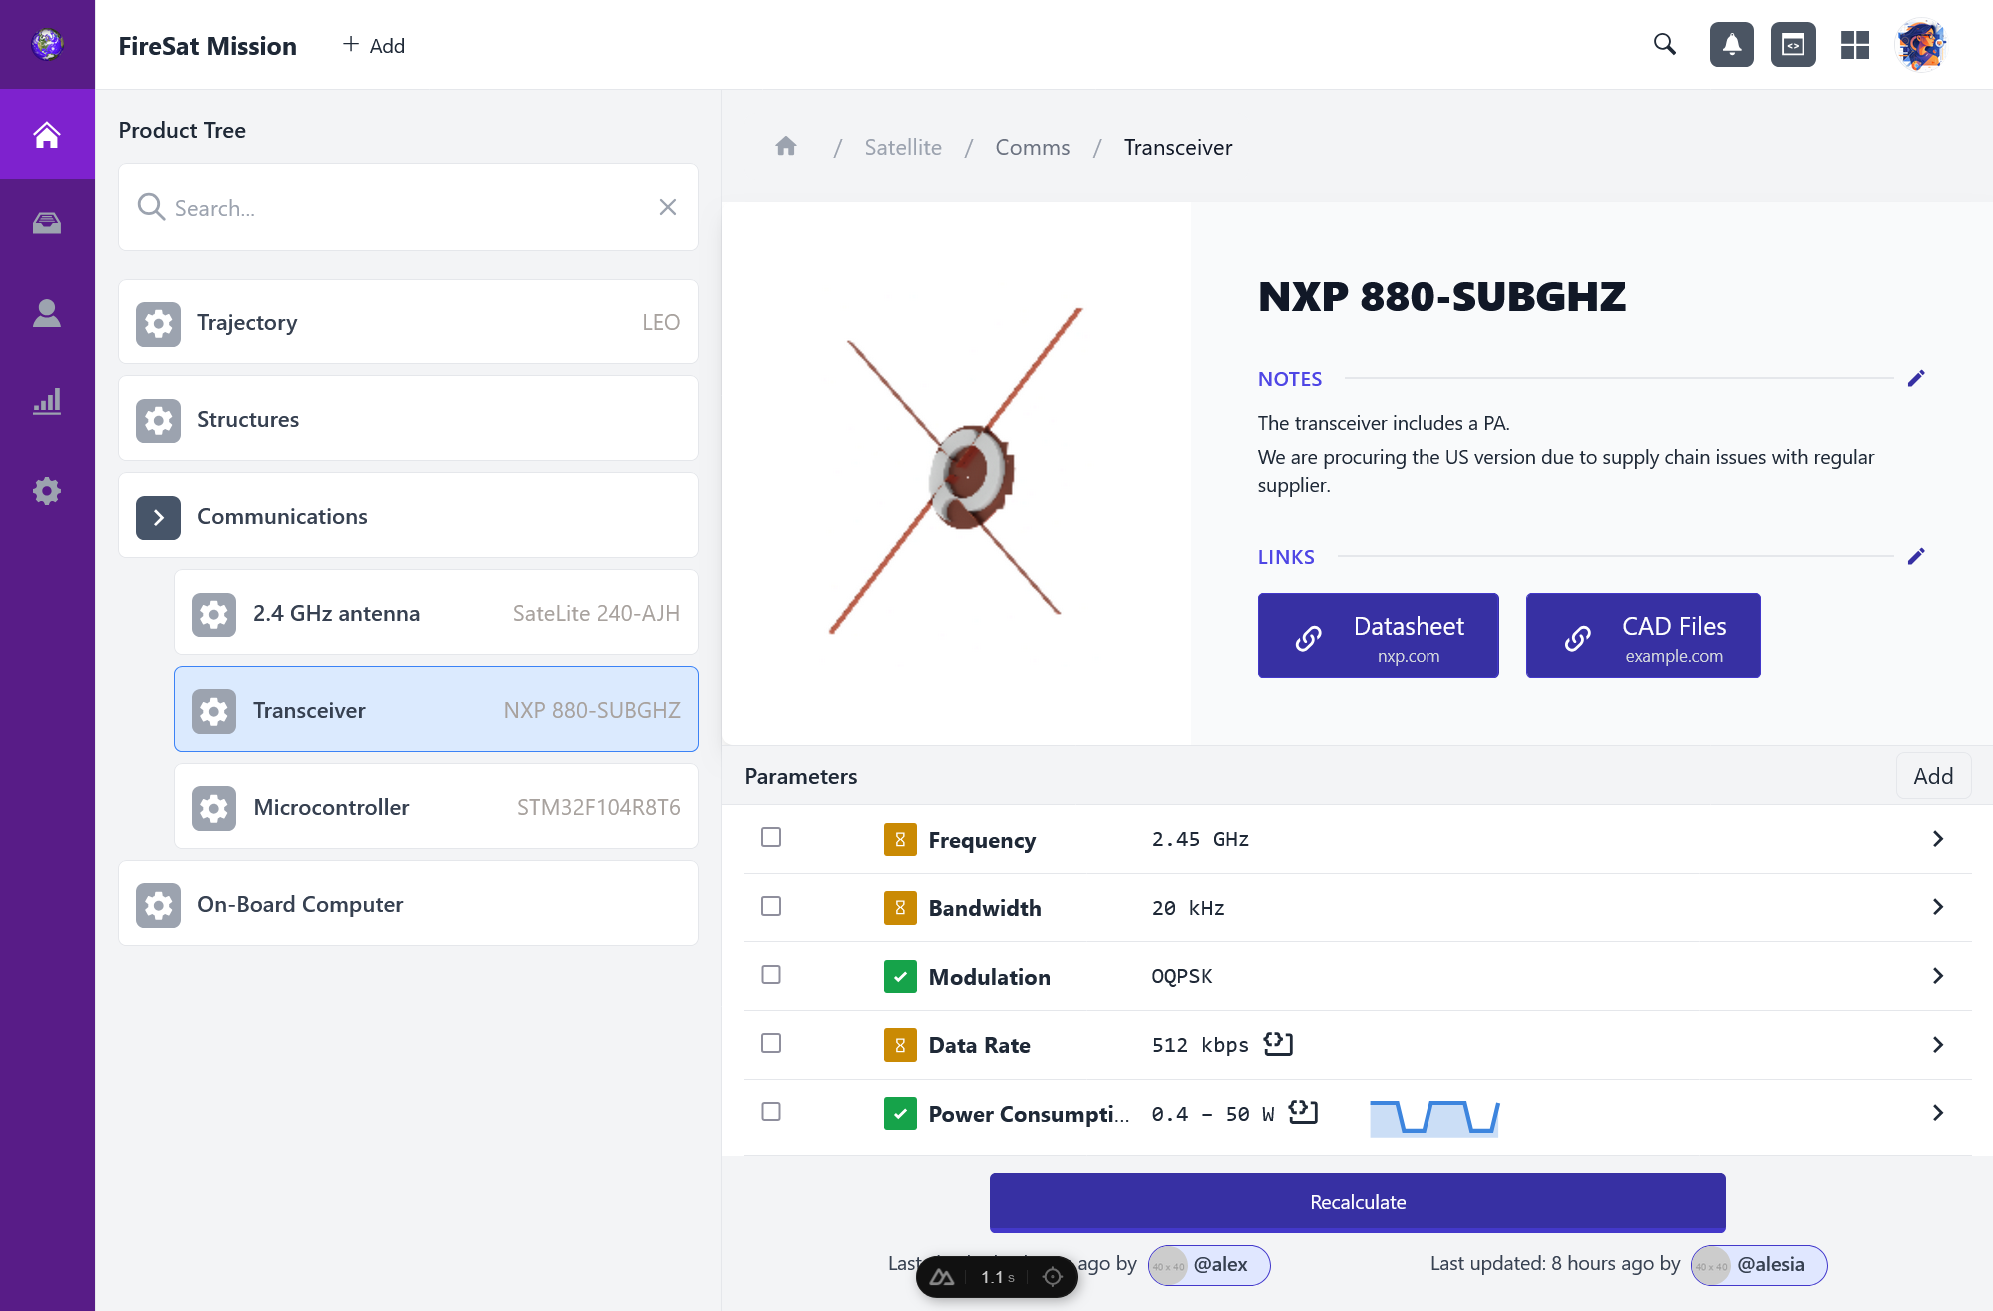 FireSat Mission
Add
Product Tree
Search...
Trajectory LEO
Structures
Communications
2.4 GHz antenna SateLite 240-AJH
Transceiver NXP 880-SUBGHZ
Microcontroller STM32F104R8T6
On-Board Computer
/ Satellite / Comms / Transceiver
NXP 880-SUBGHZ
NOTES
The transceiver includes a PA.
We are procuring the US version due to supply chain issues with regular
supplier.
LINKS
Datasheet
nxp.com
CAD Files
example.com
Parameters
Add
Frequency 2.45 GHz
Bandwidth 20 kHz
Modulation OQPSK
Data Rate 512 kbps
Power Consumpti... 0.4 – 50 W
Recalculate
Last ago by 40 x 40 @alex
Last updated: 8 hours ago by 40 x 40 @alesia
1.1 s